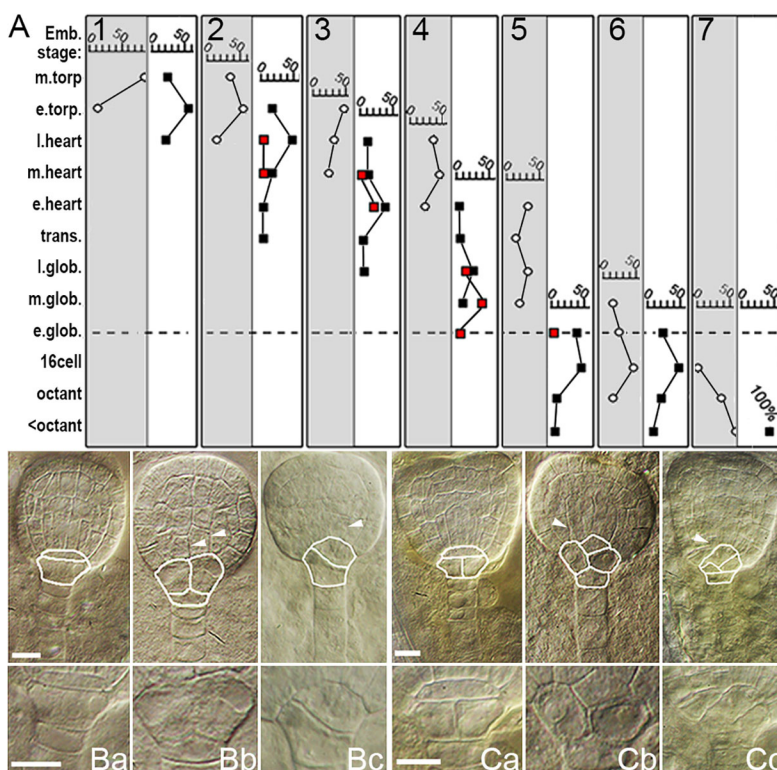 A
Emb. stage:
1 2 3 4 5 6 7
0 50 0 50
0 50 0 50
0 50 0 50
0 50 0 50
0 50 0 50
0 50 0 50
0 50 0 50
m.torp
e.torp.
l.heart
m.heart
e.heart
trans.
l.glob.
m.glob.
e.glob.
16cell
octant
<octant
100%
Ba Bb Bc Ca Cb Cc